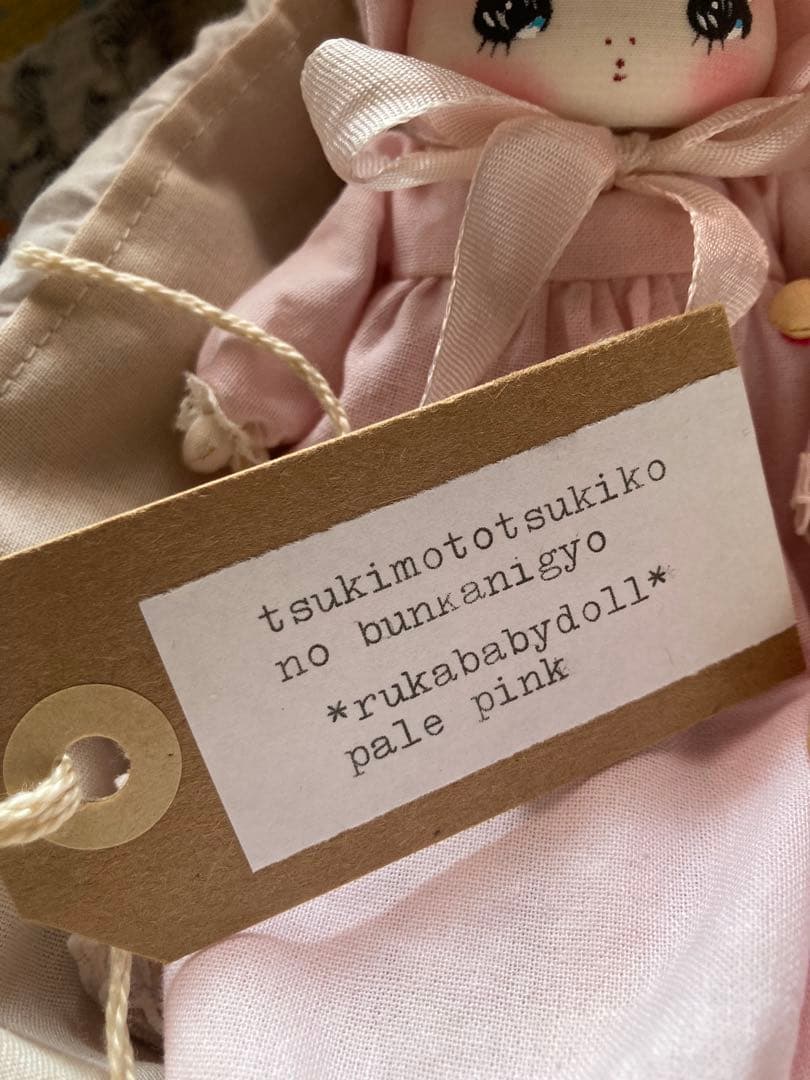 tsukimototsukiko
no bunkanigyo
*rukababydoll*
pale pink